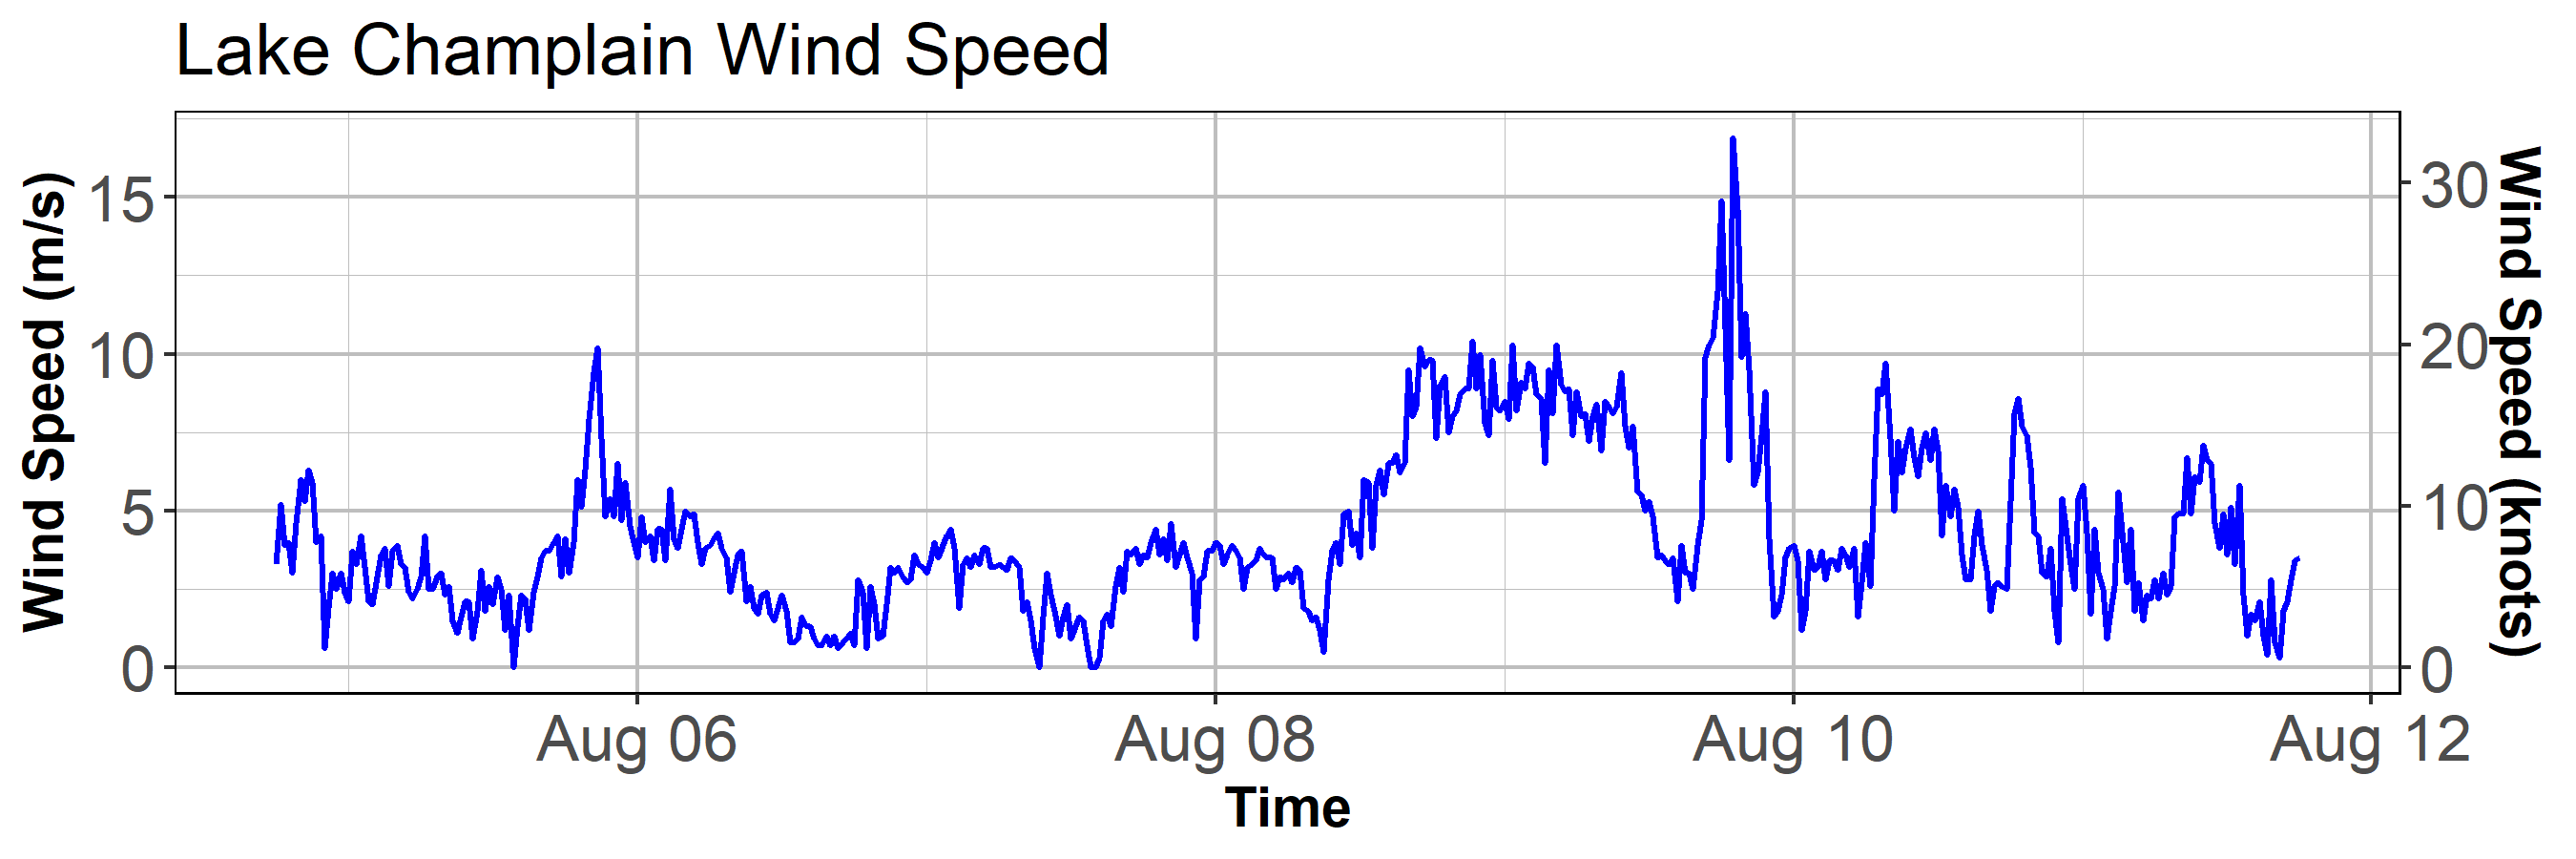 Lake Champlain Wind Speed
Wind Speed (m/s)
15
10
5
0
30
20
10
0
Wind Speed (knots)
Aug 06 Aug 08 Aug 10 Aug 12
Time